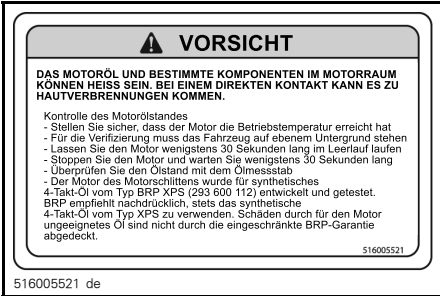 VORSICHT
DAS MOTORÖL UND BESTIMMTE KOMPONENTEN IM MOTORRAUM
KÖNNEN HEISS SEIN. BEI EINEM DIREKTEN KONTAKT KANN ES ZU
HAUTVERBRENNUNGEN KOMMEN.
Kontrolle des Motorölstandes
- Stellen Sie sicher, dass der Motor die Betriebstemperatur erreicht hat
- Für die Verifizierung muss das Fahrzeug auf ebenem Untergrund stehen
- Lassen Sie den Motor wenigstens 30 Sekunden lang im Leerlauf laufen
- Stoppen Sie den Motor und warten Sie wenigstens 30 Sekunden lang
- Überprüfen Sie den Ölstand mit dem Ölmessstab
- Der Motor des Motorschlittens wurde für synthetisches
4-Takt-Öl vom Typ BRP XPS (293 600 112) entwickelt und getestet.
BRP empfiehlt nachdrücklich, stets das synthetische
4-Takt-Öl vom Typ XPS zu verwenden. Schäden durch für den Motor
ungeeignetes Öl sind nicht durch die eingeschränkte BRP-Garantie
abgedeckt.
516005521
516005521 de